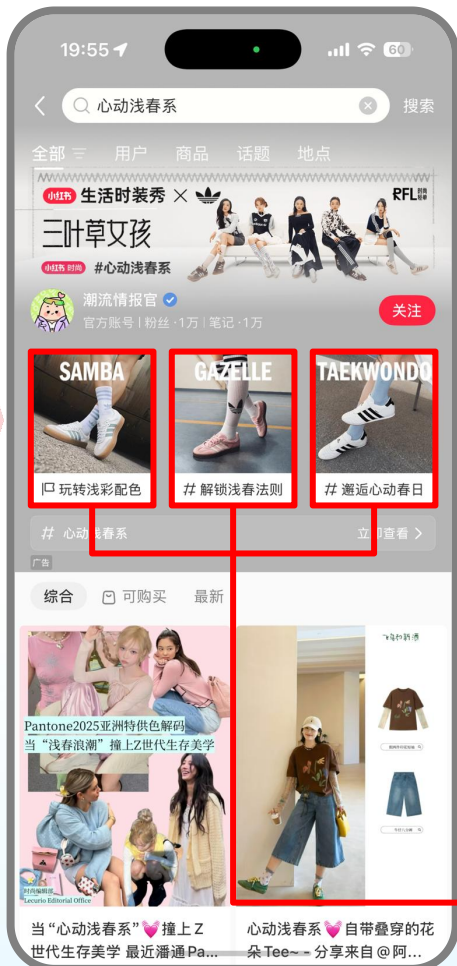 19:55
60
心动浅春系
搜索
全部
用户
商品
话题
地点
小红书 生活时装秀 ×
RFL
三叶草女孩
小红书 时尚 #心动浅春系
潮流情报官
官方账号 | 粉丝·1万 | 笔记·1万
关注
SAMBA
GAZELLE
TAEKWONDO
玩转浅彩配色
# 解锁浅春法则
# 邂逅心动春日
# 心动浅春系
立即查看
广告
综合
可购买
最新
Pantone2025亚洲特供色解码
当“浅春浪潮”撞上Z世代生存美学
时尚编辑部
Lecurio Editorial Office
当“心动浅春系”💓撞上Z
世代生存美学 最近潘通Pa...
心动浅春系💓自带叠穿的花
朵Tee~ - 分享来自@阿...